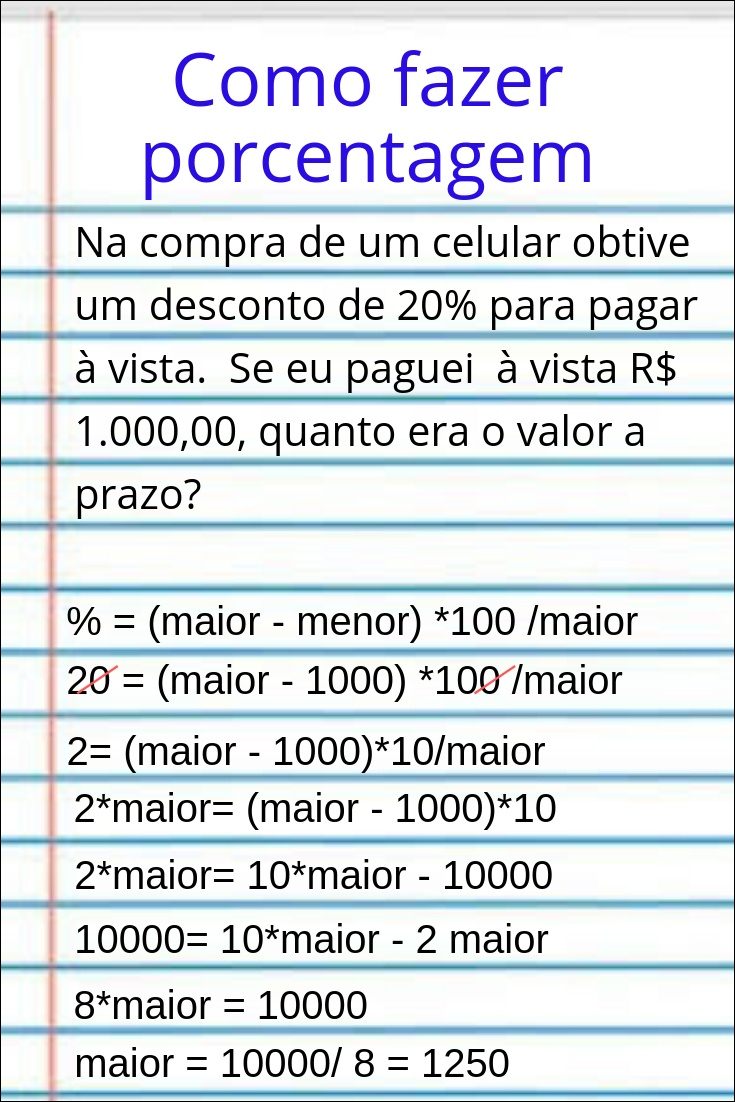 Como fazer
porcentagem
Na compra de um celular obtive
um desconto de 20% para pagar
à vista.  Se eu paguei  à vista R$
1.000,00, quanto era o valor a
prazo?
% = (maior - menor) *100 /maior
20 = (maior - 1000) *100 /maior
2= (maior - 1000)*10/maior
2*maior= (maior - 1000)*10
2*maior= 10*maior - 10000
10000= 10*maior - 2 maior
8*maior = 10000
maior = 10000/ 8 = 1250